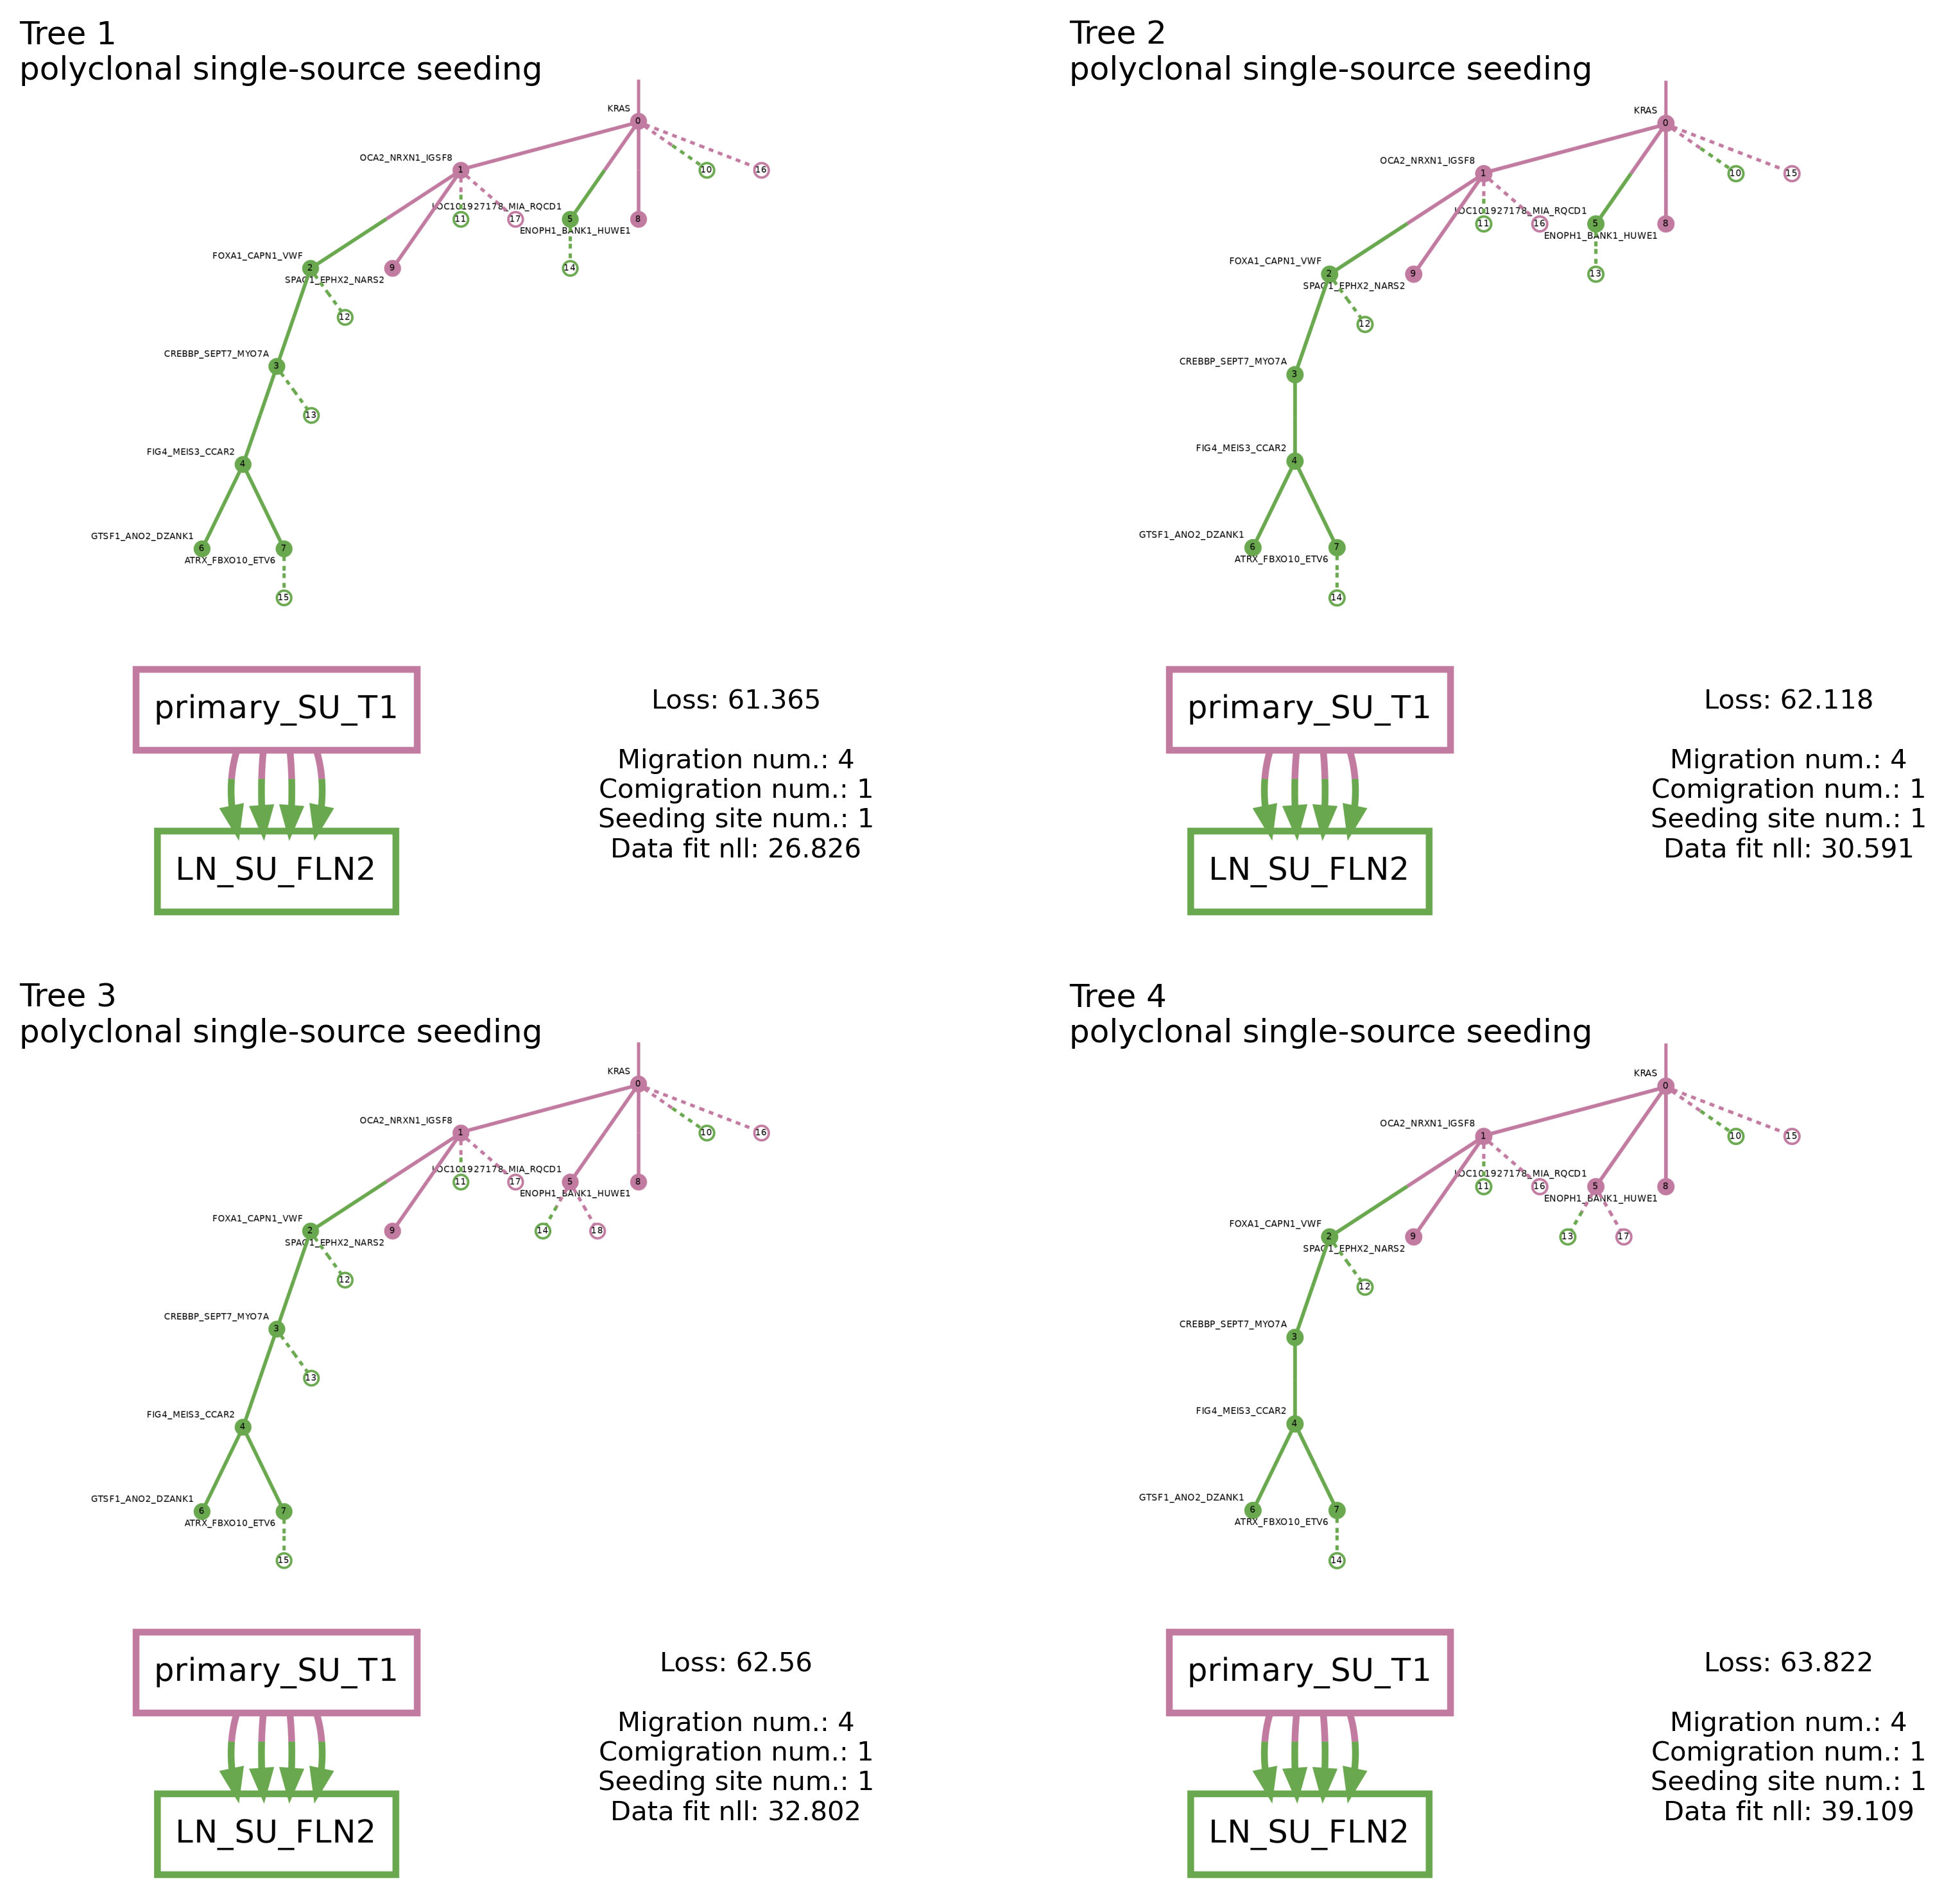 Tree 1
polyclonal single-source seeding
KRAS
0
OCA2_NRXN1_IGSF8
1
10
16
LOC101927178_MIA_RQCD1
11
17
5
8
ENOPH1_BANK1_HUWE1
FOXA1_CAPN1_VWF
2
9
14
SPAG1_EPHX2_NARS2
12
CREBBP_SEPT7_MYO7A
3
13
FIG4_MEIS3_CCAR2
4
GTSF1_ANO2_DZANK1
6
7
ATRX_FBXO10_ETV6
15
primary_SU_T1
LN_SU_FLN2
Loss: 61.365
Migration num.: 4
Comigration num.: 1
Seeding site num.: 1
Data fit nll: 26.826
Tree 2
polyclonal single-source seeding
KRAS
0
OCA2_NRXN1_IGSF8
1
10
15
LOC101927178_MIA_RQCD1
11
16
5
8
ENOPH1_BANK1_HUWE1
FOXA1_CAPN1_VWF
2
9
13
SPAG1_EPHX2_NARS2
12
CREBBP_SEPT7_MYO7A
3
FIG4_MEIS3_CCAR2
4
GTSF1_ANO2_DZANK1
6
7
ATRX_FBXO10_ETV6
14
primary_SU_T1
LN_SU_FLN2
Loss: 62.118
Migration num.: 4
Comigration num.: 1
Seeding site num.: 1
Data fit nll: 30.591
Tree 3
polyclonal single-source seeding
KRAS
0
OCA2_NRXN1_IGSF8
1
10
16
LOC101927178_MIA_RQCD1
11
17
5
8
ENOPH1_BANK1_HUWE1
FOXA1_CAPN1_VWF
2
9
14
18
SPAG1_EPHX2_NARS2
12
CREBBP_SEPT7_MYO7A
3
13
FIG4_MEIS3_CCAR2
4
GTSF1_ANO2_DZANK1
6
7
ATRX_FBXO10_ETV6
15
primary_SU_T1
LN_SU_FLN2
Loss: 62.56
Migration num.: 4
Comigration num.: 1
Seeding site num.: 1
Data fit nll: 32.802
Tree 4
polyclonal single-source seeding
KRAS
0
OCA2_NRXN1_IGSF8
1
10
15
LOC101927178_MIA_RQCD1
11
16
5
8
ENOPH1_BANK1_HUWE1
FOXA1_CAPN1_VWF
2
9
13
17
SPAG1_EPHX2_NARS2
12
CREBBP_SEPT7_MYO7A
3
FIG4_MEIS3_CCAR2
4
GTSF1_ANO2_DZANK1
6
7
ATRX_FBXO10_ETV6
14
primary_SU_T1
LN_SU_FLN2
Loss: 63.822
Migration num.: 4
Comigration num.: 1
Seeding site num.: 1
Data fit nll: 39.109